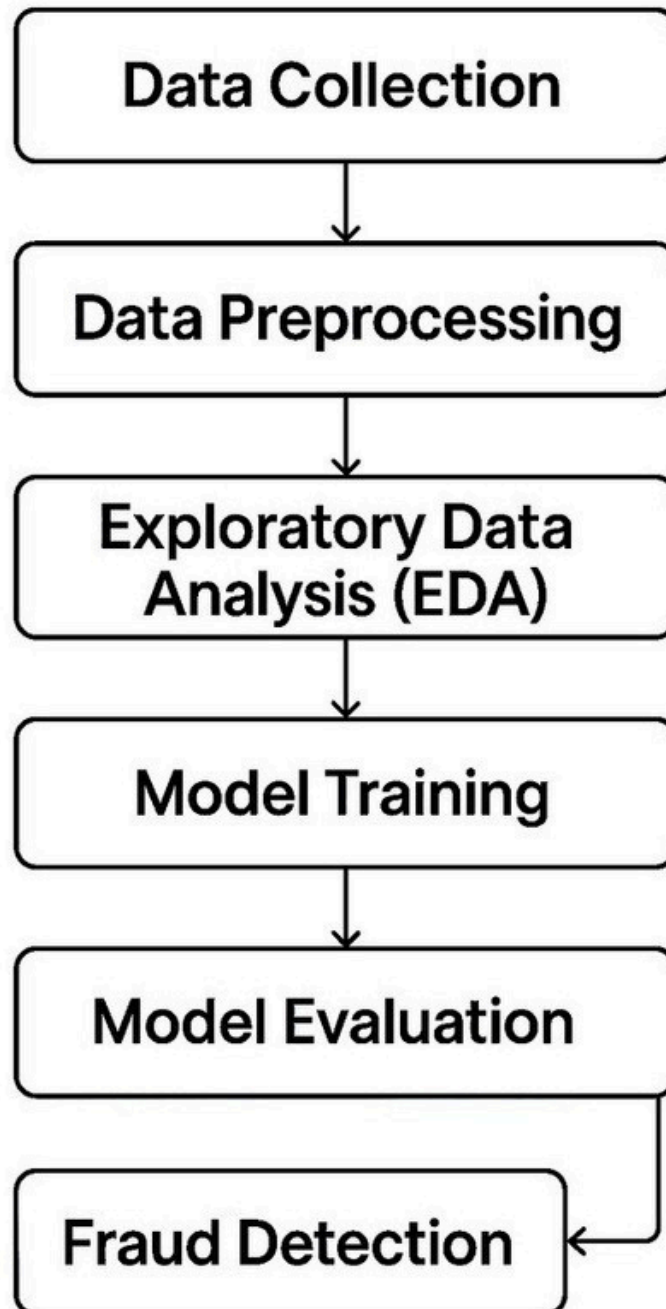 Data Collection
Data Preprocessing
Exploratory Data
Analysis (EDA)
Model Training
Model Evaluation
Fraud Detection